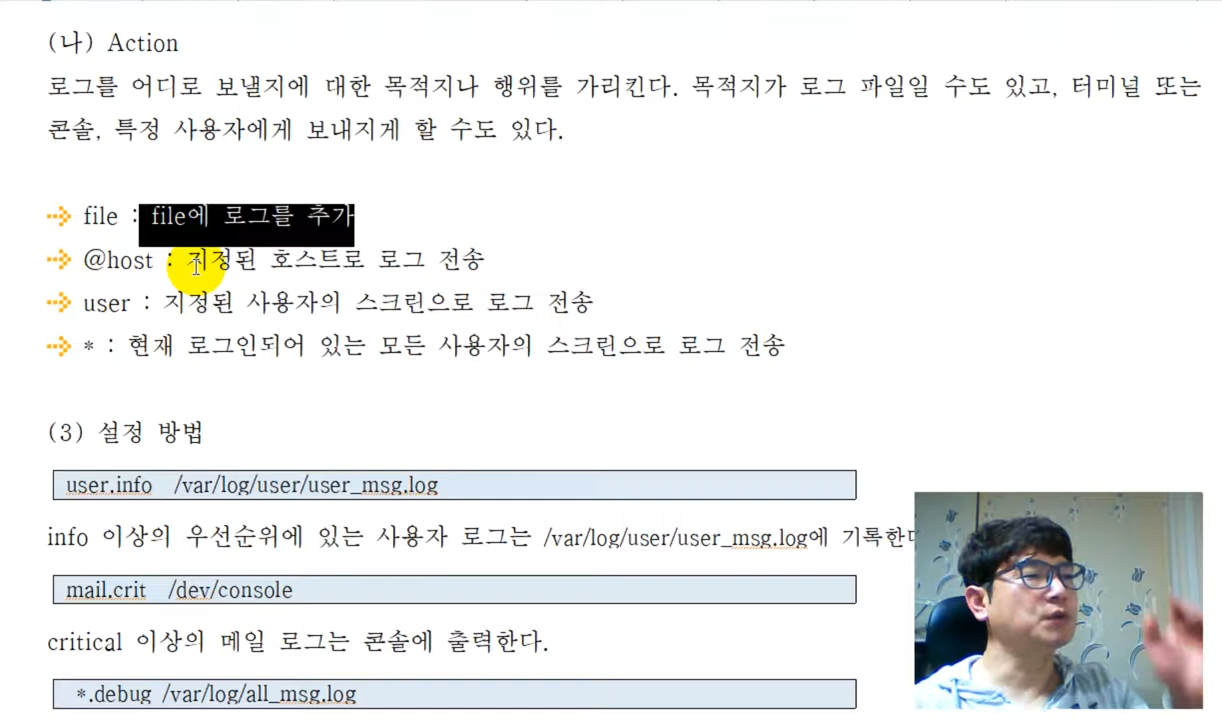 (나) Action
로그를 어디로 보낼지에 대한 목적지나 행위를 가리킨다. 목적지가 로그 파일일 수도 있고, 터미널 또는
콘솔, 특정 사용자에게 보내지게 할 수도 있다.
file : file에 로그를 추가
@host : 지정된 호스트로 로그 전송
user : 지정된 사용자의 스크린으로 로그 전송
* : 현재 로그인되어 있는 모든 사용자의 스크린으로 로그 전송
(3) 설정 방법
user.info /var/log/user/user_msg.log
info 이상의 우선순위에 있는 사용자 로그는 /var/log/user/user_msg.log에 기록한
mail.crit /dev/console
critical 이상의 메일 로그는 콘솔에 출력한다.
*.debug /var/log/all_msg.log